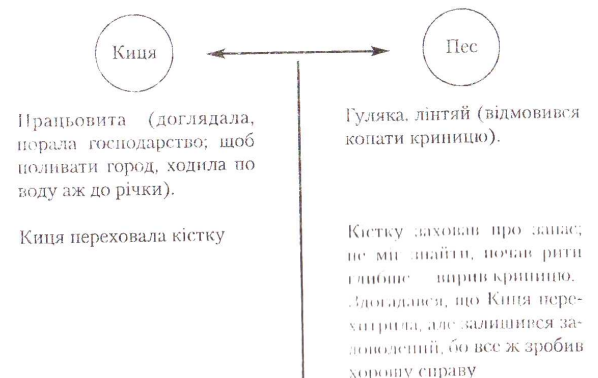 Киця
Пес
Працьовита (доглядала,
порала господарство; щоб
поливати город, ходила по
воду аж до річки).
Киця переховала кістку
Гуляка, лінтяй (відмовився
копати криницю).
Кістку заховав про запас;
не міг знайти, почав рити
глибше вирив криницю.
Здогадався, що Киця пере-
хитрила, але залишився за-
доволений, бо все ж зробив
хорошу справу